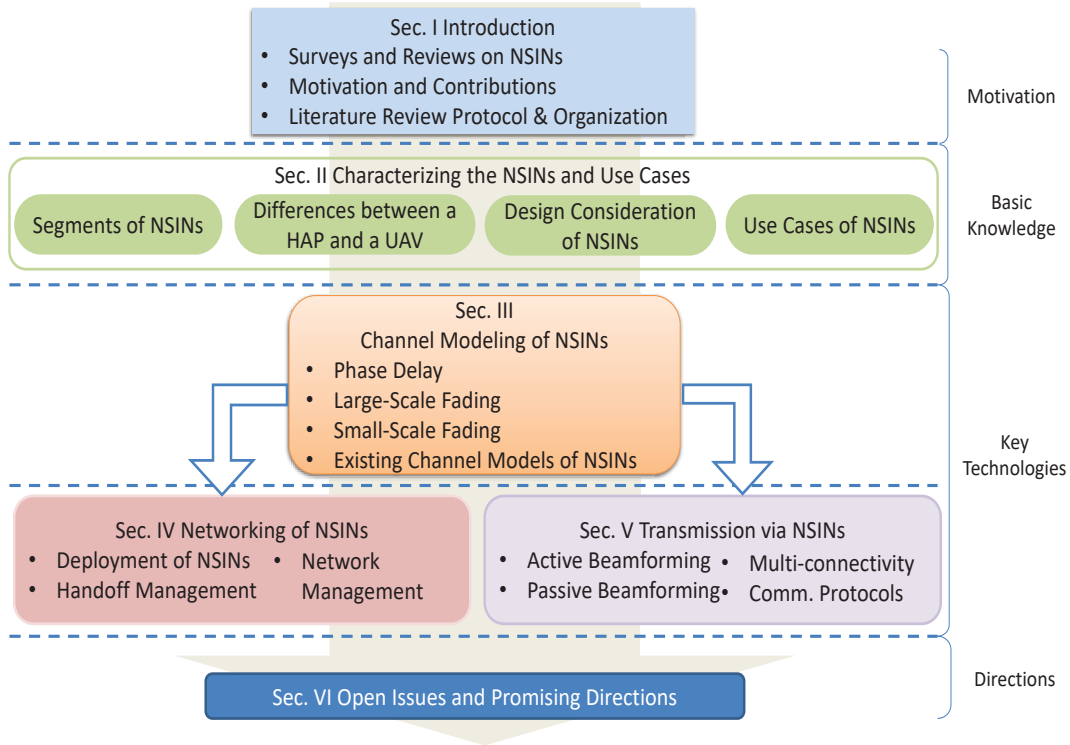 Sec. I Introduction
• Surveys and Reviews on NSINs
• Motivation and Contributions
• Literature Review Protocol & Organization
Motivation
Sec. II Characterizing the NSINs and Use Cases
Segments of NSINs
Differences between a
HAP and a UAV
Design Consideration
of NSINs
Use Cases of NSINs
Basic
Knowledge
Sec. III
Channel Modeling of NSINs
• Phase Delay
• Large-Scale Fading
• Small-Scale Fading
• Existing Channel Models of NSINs
Key
Technologies
Sec. IV Networking of NSINs
• Deployment of NSINs
• Handoff Management
• Network
Management
Sec. V Transmission via NSINs
• Active Beamforming
• Passive Beamforming
• Multi-connectivity
• Comm. Protocols
Sec. VI Open Issues and Promising Directions
Directions